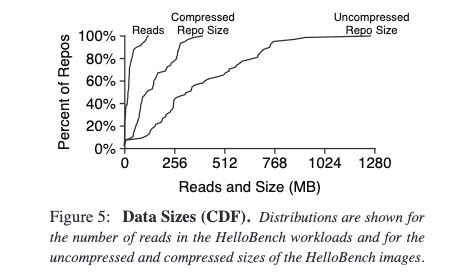 Compressed
Uncompressed
Reads
Repo Size
Repo Size
100%
80%
60%
40%
20%
0%
Percent of Repos
0
256
512
768
1024
1280
Reads and Size (MB)
Figure 5: Data Sizes (CDF). Distributions are shown for
the number of reads in the HelloBench workloads and for the
uncompressed and compressed sizes of the HelloBench images.